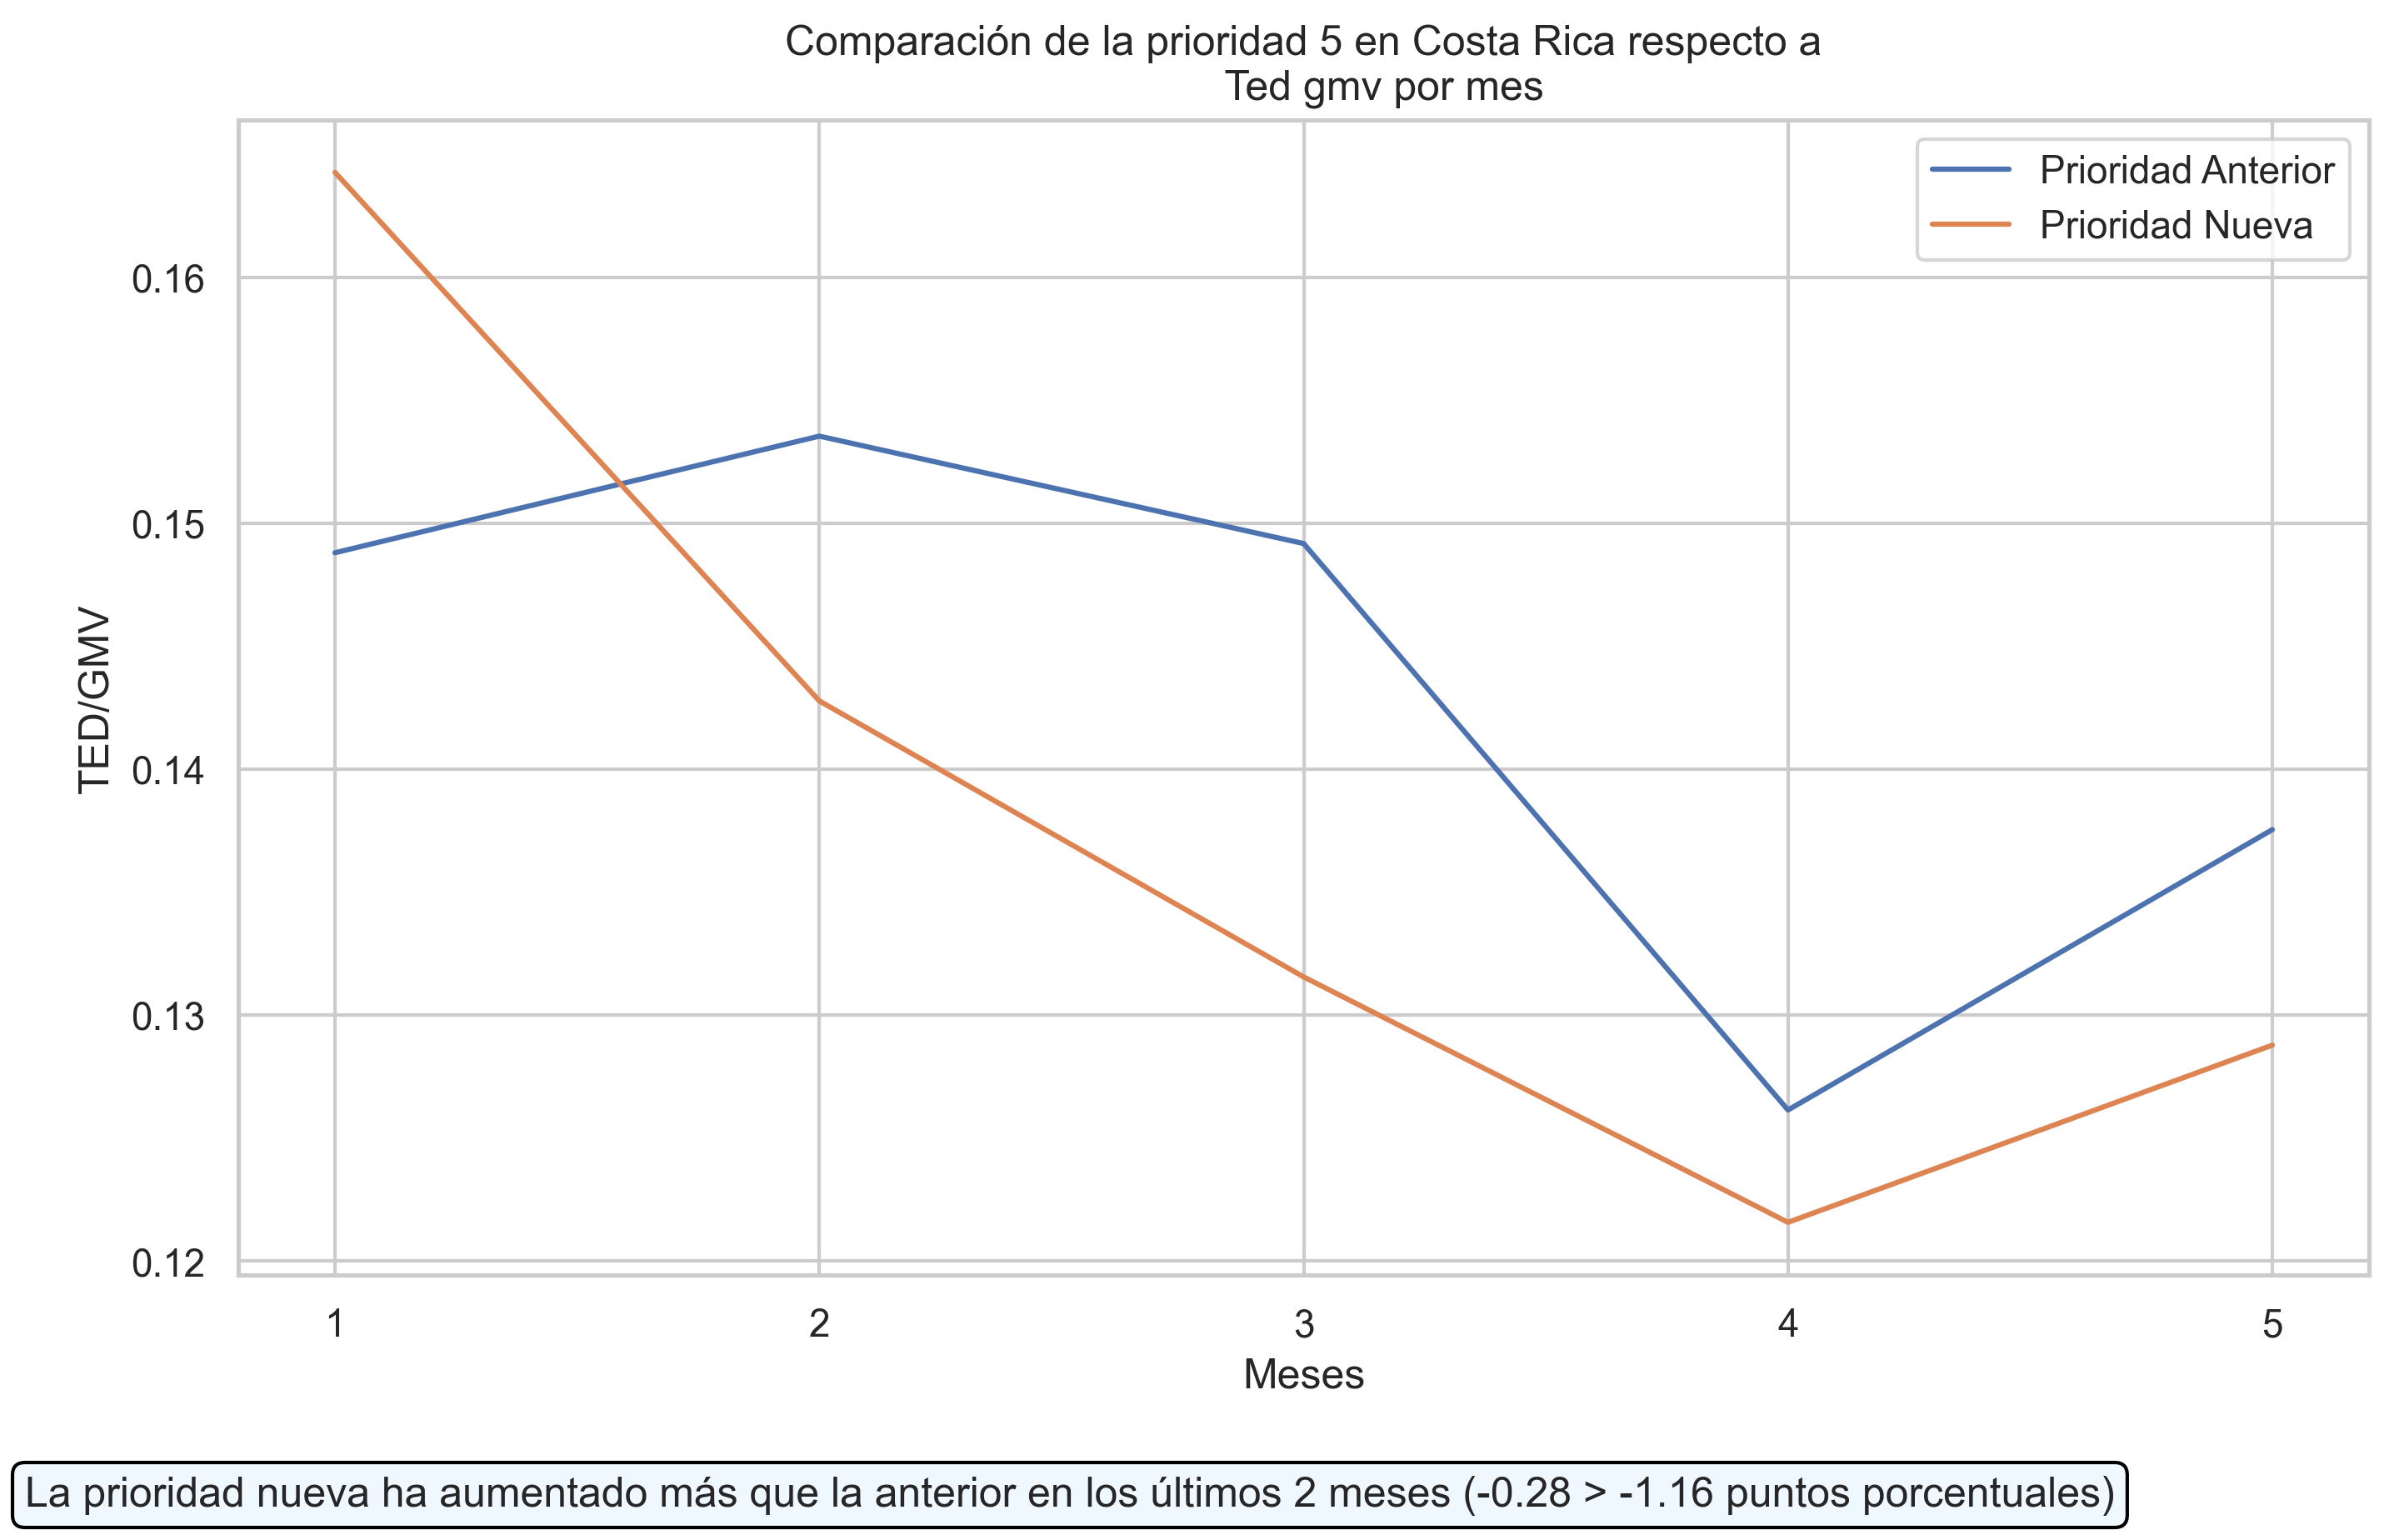 Comparación de la prioridad 5 en Costa Rica respecto a
Ted gmv por mes
Prioridad Anterior
Prioridad Nueva
TED/GMV
0.16
0.15
0.14
0.13
0.12
1 2 3 4 5
Meses
La prioridad nueva ha aumentado más que la anterior en los últimos 2 meses (-0.28 > -1.16 puntos porcentuales)